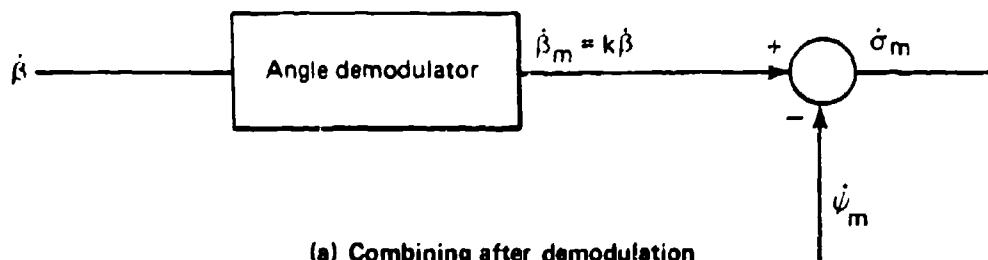 β̇
Angle demodulator
β̇m = kβ̇
+
σ̇m
−
ψ̇m
(a) Combining after demodulation